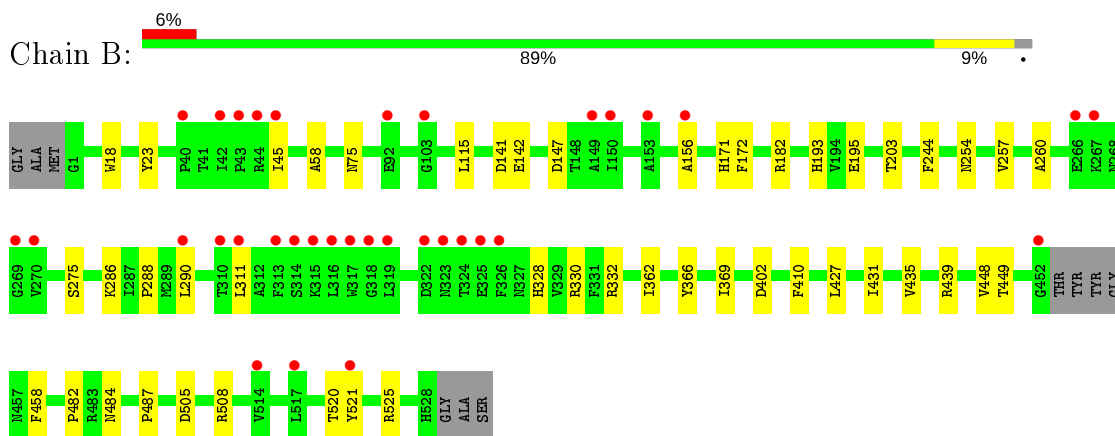 6%
Chain B:
89%
9%
•
GLY ALA MET G1 W18 Y23 P40 T41 I42 P43 R44 I45 A58 N75 E92 G103 L115 D141 E142 D147 T148 A149 I150 A153 A156 H171 F172 R182 H193 V194 E195 T203 F244 N254 V257 A260 E266 K267 N268
G269 V270 S275 K286 I287 P288 M289 L290 T310 L311 A312 F313 S314 K315 L316 W317 G318 L319 D322 N323 T324 E325 F326 N327 H328 V329 R330 F331 R332 I362 Y366 I369 D402 F410 L427 I431 V435 R439 V448 T449 G452 THR TYR TYR GLY
N457 F458 P482 R483 N484 P487 D505 R508 V514 L517 T520 Y521 R525 H528 GLY ALA SER